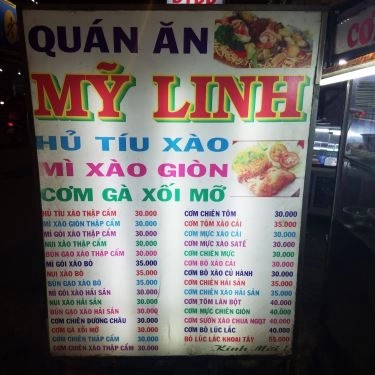 QUÁN ĂN
MỸ LINH
HỦ TÍU XÀO
MÌ XÀO GIÒN
CƠM GÀ XỐI MỠ
HỦ TÍU XÀO THẬP CẨM 30.000
MÌ GIÒN XÀO THẬP CẨM 30.000
MÌ GÓI XÀO THẬP CẨM 30.000
NUI XÀO THẬP CẨM 30.000
BÚN GẠO XÀO THẬP CẨM 30.000
MÌ GÓI XÀO BÒ 35.000
NUI XÀO BÒ 35.000
BÚN GẠO XÀO BÒ 35.000
MÌ GÓI XÀO HẢI SẢN 30.000
NUI XÀO HẢI SẢN 30.000
BÚN GẠO XÀO HẢI SẢN 30.000
CƠM CHIÊN DƯƠNG CHÂU 30.000
CƠM GÀ XỐI MỠ 30.000
CƠM CHIÊN BÒ 30.000
CƠM CHIÊN XÀO THẬP CẨM 30.000
CƠM CHIÊN TÔM 30.000
CƠM TÔM XÀO CẢI 35.000
CƠM MỰC XÀO CẢI 30.000
CƠM MỰC XÀO SATẾ 30.000
CƠM CHIÊN MỰC 30.000
CƠM BÒ XÀO CẢI 30.000
CƠM BÒ XÀO CỦ HÀNH 30.000
CƠM CHIÊN HẢI SẢN 35.000
CƠM CHIÊN XÀO HẢI SẢN 35.000
CƠM TÔM LĂN BỘT 40.000
CƠM MỰC CHIÊN GIÒN 40.000
CƠM SƯỜN XÀO CHUA NGỌT 40.000
CƠM BÒ LÚC LẮC 40.000
BÒ LÚC LẮC KHOAI TÂY 55.000
Kính Mời!
CƠ